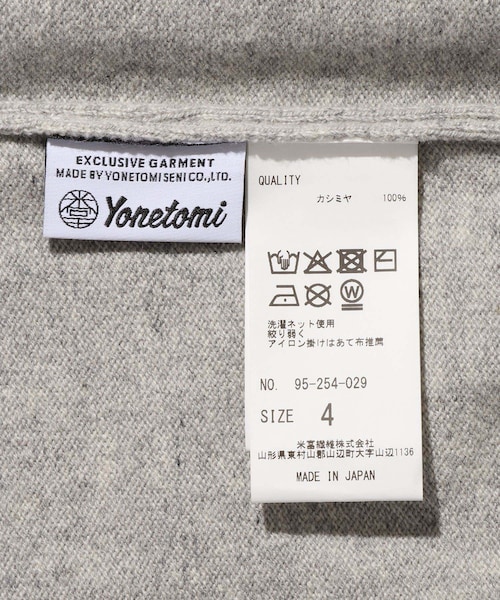 EXCLUSIVE GARMENT
MADE BY YONETOMI SENI CO., LTD.
Yonetomi
QUALITY
カシミヤ 100%
W
洗濯ネット使用
絞り弱く
アイロン掛けはあて布推薦
NO. 95-254-029
SIZE 4
米富繊維株式会社
山形県東村山郡山辺町大字山辺1136
MADE IN JAPAN